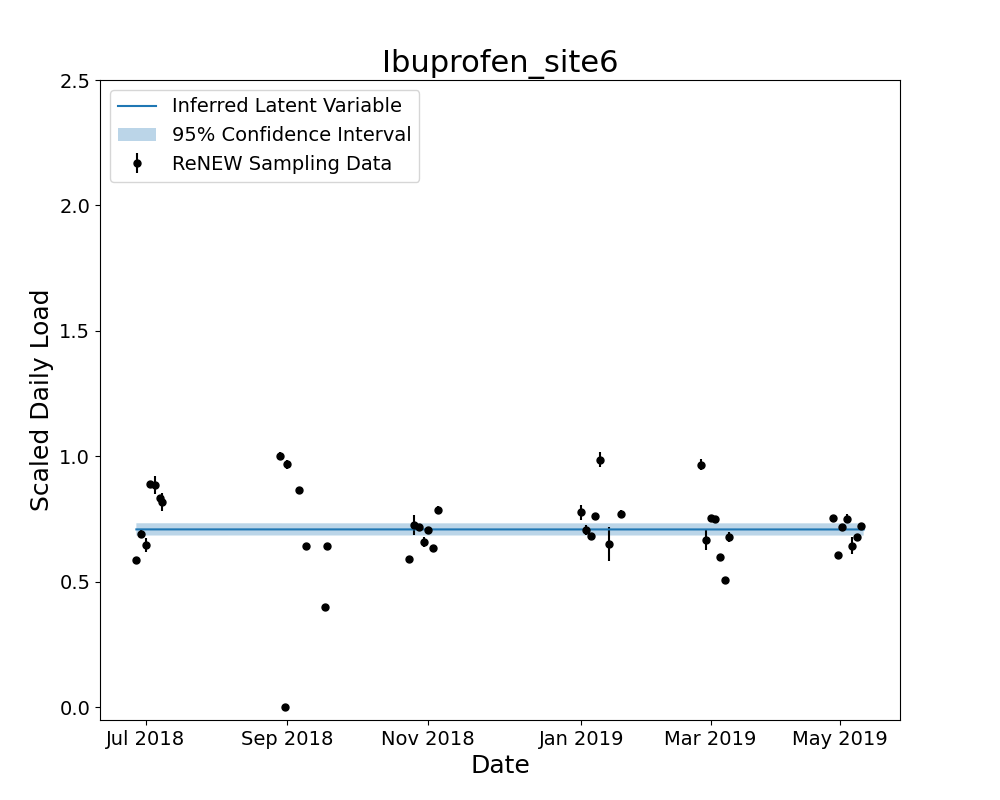 Ibuprofen_site6
2.5
2.0
1.5
1.0
0.5
0.0
Scaled Daily Load
Inferred Latent Variable
95% Confidence Interval
ReNEW Sampling Data
Jul 2018 Sep 2018 Nov 2018 Jan 2019 Mar 2019 May 2019
Date